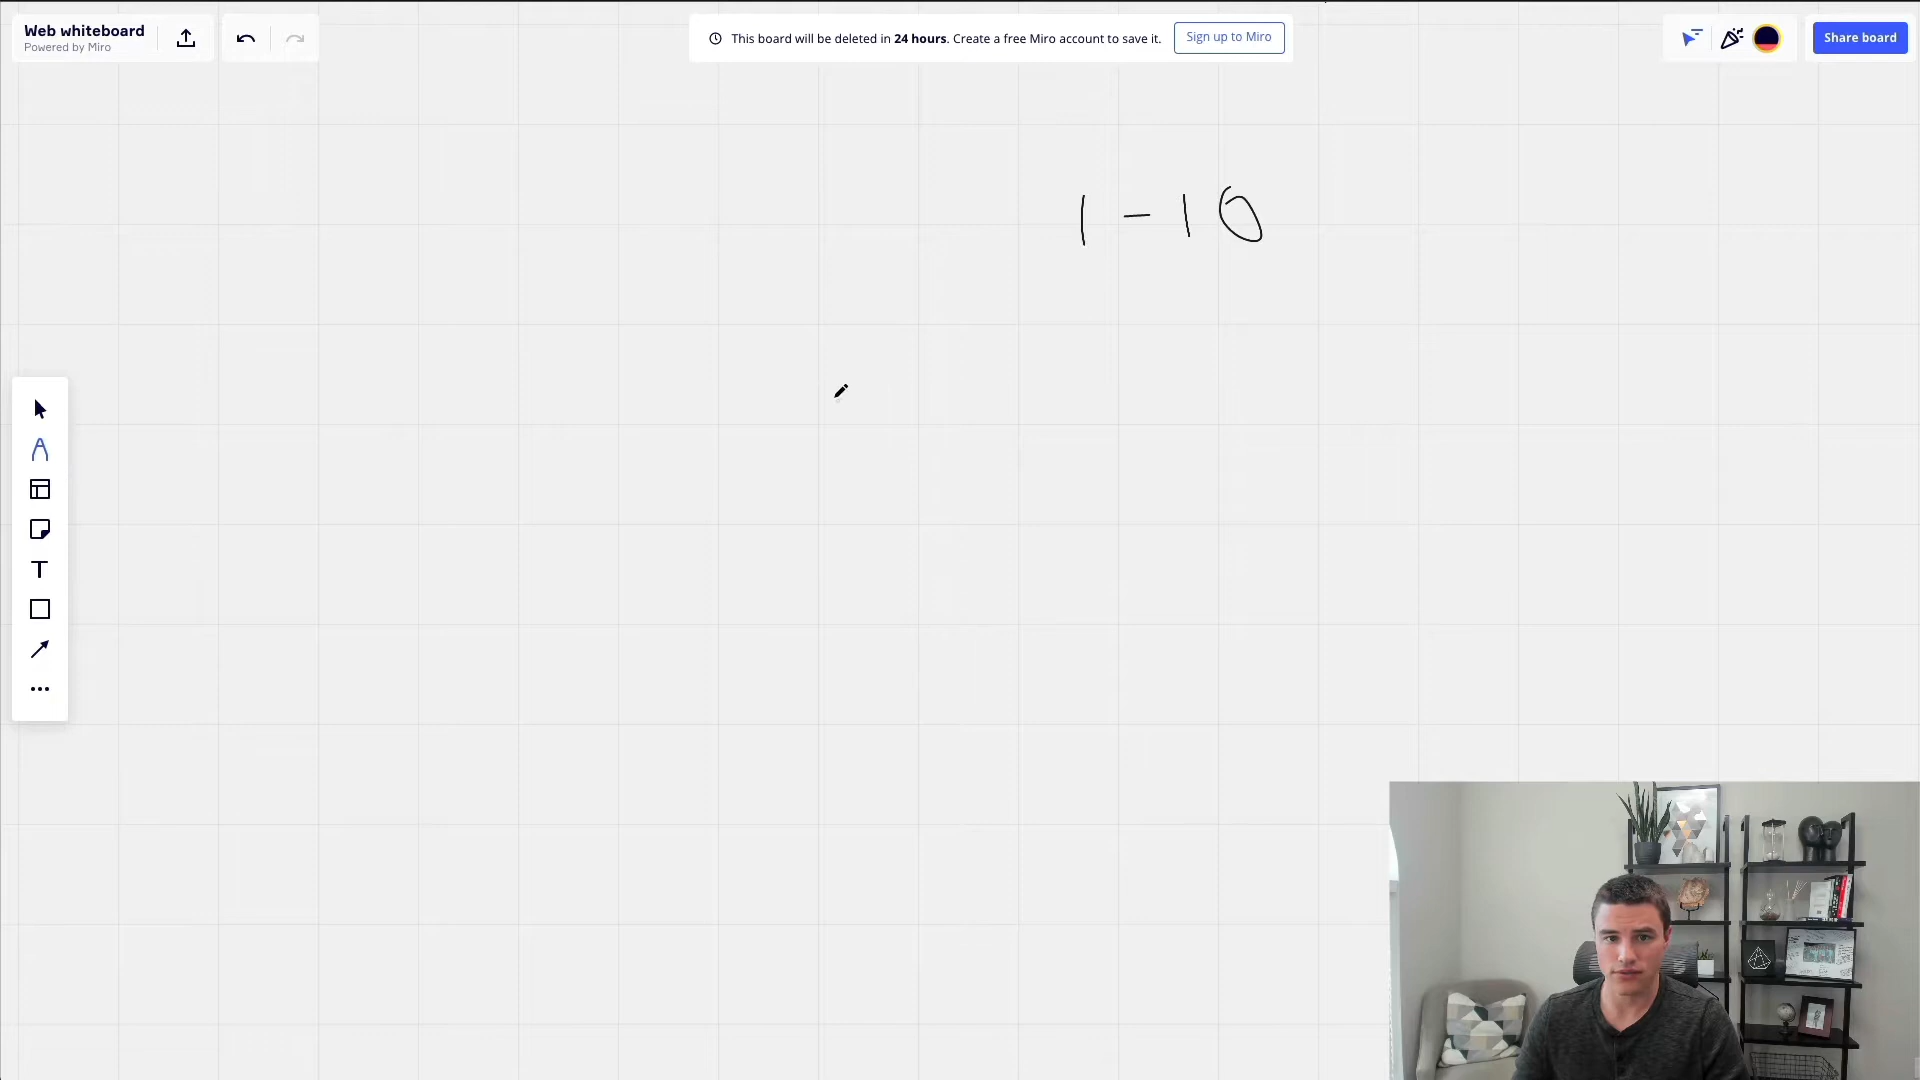 Web whiteboard
Powered by Miro
This board will be deleted in 24 hours. Create a free Miro account to save it.
Sign up to Miro
Share board
1-10